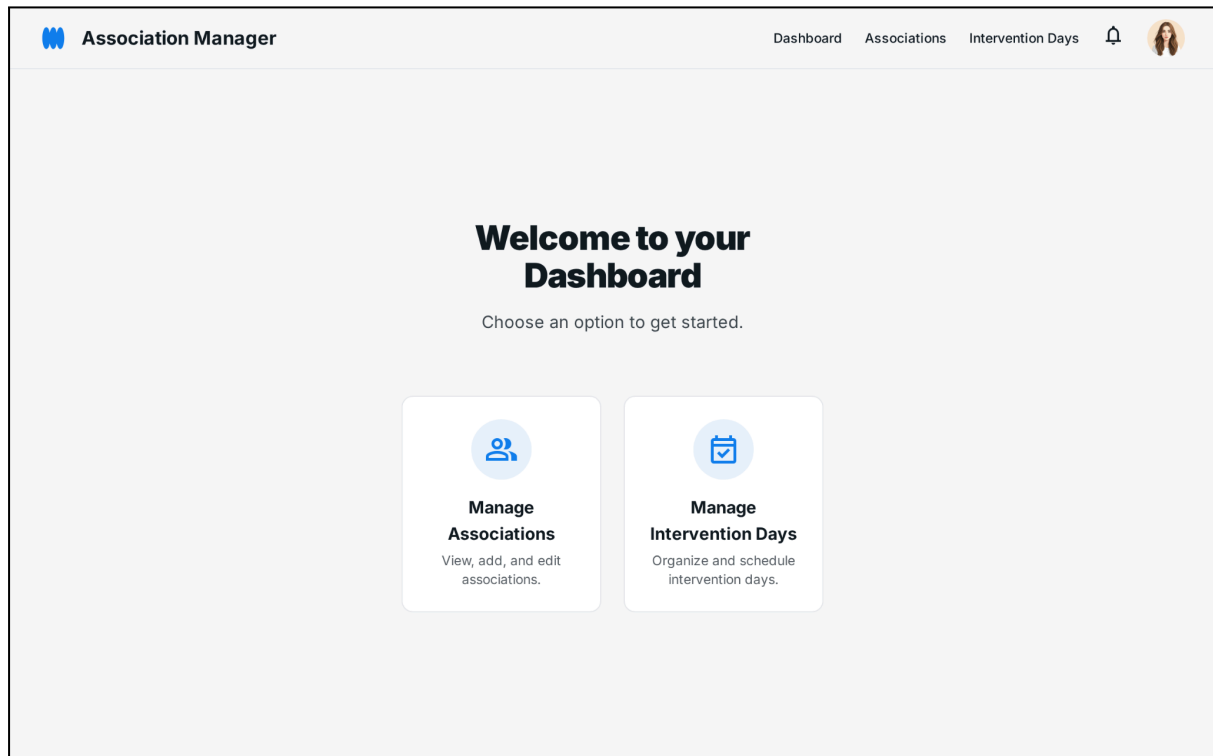 Association Manager
Dashboard
Associations
Intervention Days
Welcome to your
Dashboard
Choose an option to get started.
Manage
Associations
View, add, and edit
associations.
Manage
Intervention Days
Organize and schedule
intervention days.